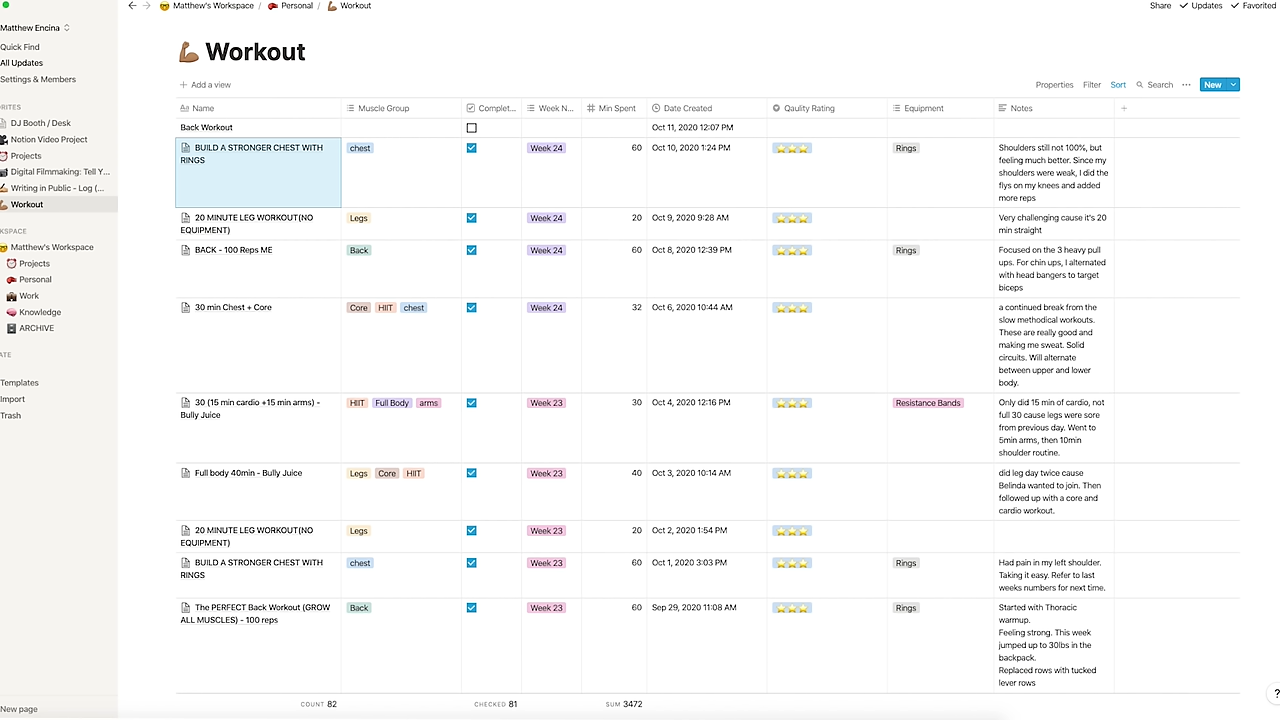 Matthew's Workspace / Personal / Workout
Share Updates Favorited
Matthew Encina
Quick Find
All Updates
Settings & Members
RITES
DJ Booth / Desk
Notion Video Project
Projects
Digital Filmmaking: Tell Y...
Writing in Public - Log (...
Workout
KSPACE
Matthew's Workspace
Projects
Personal
Work
Knowledge
ARCHIVE
ATE
Templates
Import
Trash
New page
Workout
Add a view
Properties Filter Sort Search ... New
Name Muscle Group Complet... Week N... Min Spent Date Created Qaulity Rating Equipment Notes
Back Workout Oct 11, 2020 12:07 PM
BUILD A STRONGER CHEST WITH
RINGS
chest Week 24 60 Oct 10, 2020 1:24 PM Rings
Shoulders still not 100%, but
feeling much better. Since my
shoulders were weak, I did the
flys on my knees and added
more reps
20 MINUTE LEG WORKOUT(NO
EQUIPMENT)
Legs Week 24 20 Oct 9, 2020 9:28 AM
Very challenging cause it's 20
min straight
BACK - 100 Reps ME
Back Week 24 60 Oct 8, 2020 12:39 PM Rings
Focused on the 3 heavy pull
ups. For chin ups, I alternated
with head bangers to target
biceps
30 min Chest + Core
Core HIIT chest Week 24 32 Oct 6, 2020 10:44 AM
a continued break from the
slow methodical workouts.
These are really good and
making me sweat. Solid
circuits. Will alternate
between upper and lower
body.
30 (15 min cardio +15 min arms) -
Bully Juice
HIIT Full Body arms Week 23 30 Oct 4, 2020 12:16 PM Resistance Bands
Only did 15 min of cardio, not
full 30 cause legs were sore
from previous day. Went to
5min arms, then 10min
shoulder routine.
Full body 40min - Bully Juice
Legs Core HIIT Week 23 40 Oct 3, 2020 10:14 AM
did leg day twice cause
Belinda wanted to join. Then
followed up with a core and
cardio workout.
20 MINUTE LEG WORKOUT(NO
EQUIPMENT)
Legs Week 23 20 Oct 2, 2020 1:54 PM
BUILD A STRONGER CHEST WITH
RINGS
chest Week 23 60 Oct 1, 2020 3:03 PM Rings
Had pain in my left shoulder.
Taking it easy. Refer to last
weeks numbers for next time.
The PERFECT Back Workout (GROW
ALL MUSCLES) - 100 reps
Back Week 23 60 Sep 29, 2020 11:08 AM Rings
Started with Thoracic
warmup.
Feeling strong. This week
jumped up to 30lbs in the
backpack.
Replaced rows with tucked
lever rows
COUNT 82 CHECKED 81 SUM 3472
?